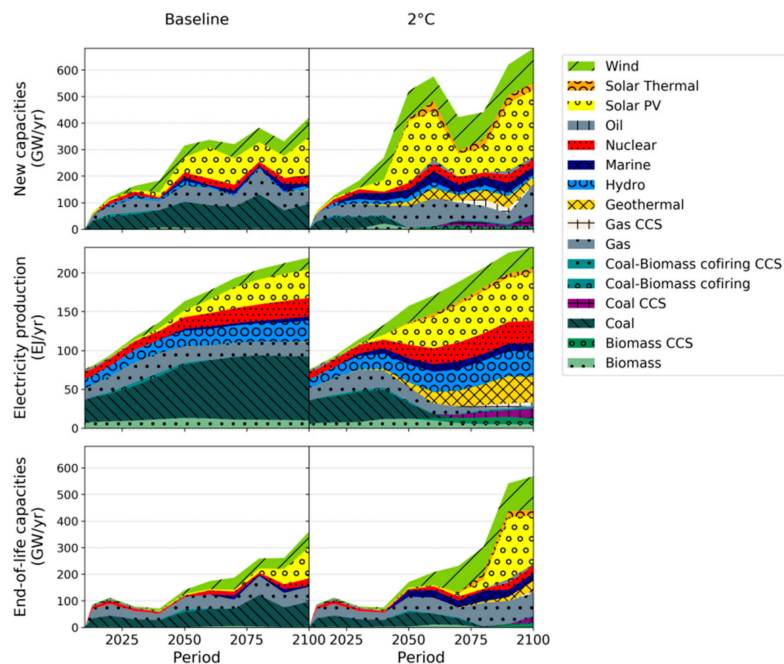 Baseline
2°C
New capacities
(GW/yr)
600
500
400
300
200
100
0
Electricity production
(EJ/yr)
200
150
100
50
0
End-of-life capacities
(GW/yr)
600
500
400
300
200
100
0
2025
2050
2075
2100
2025
2050
2075
2100
Period
Period
Wind
Solar Thermal
Solar PV
Oil
Nuclear
Marine
Hydro
Geothermal
Gas CCS
Gas
Coal-Biomass cofiring CCS
Coal-Biomass cofiring
Coal CCS
Coal
Biomass CCS
Biomass